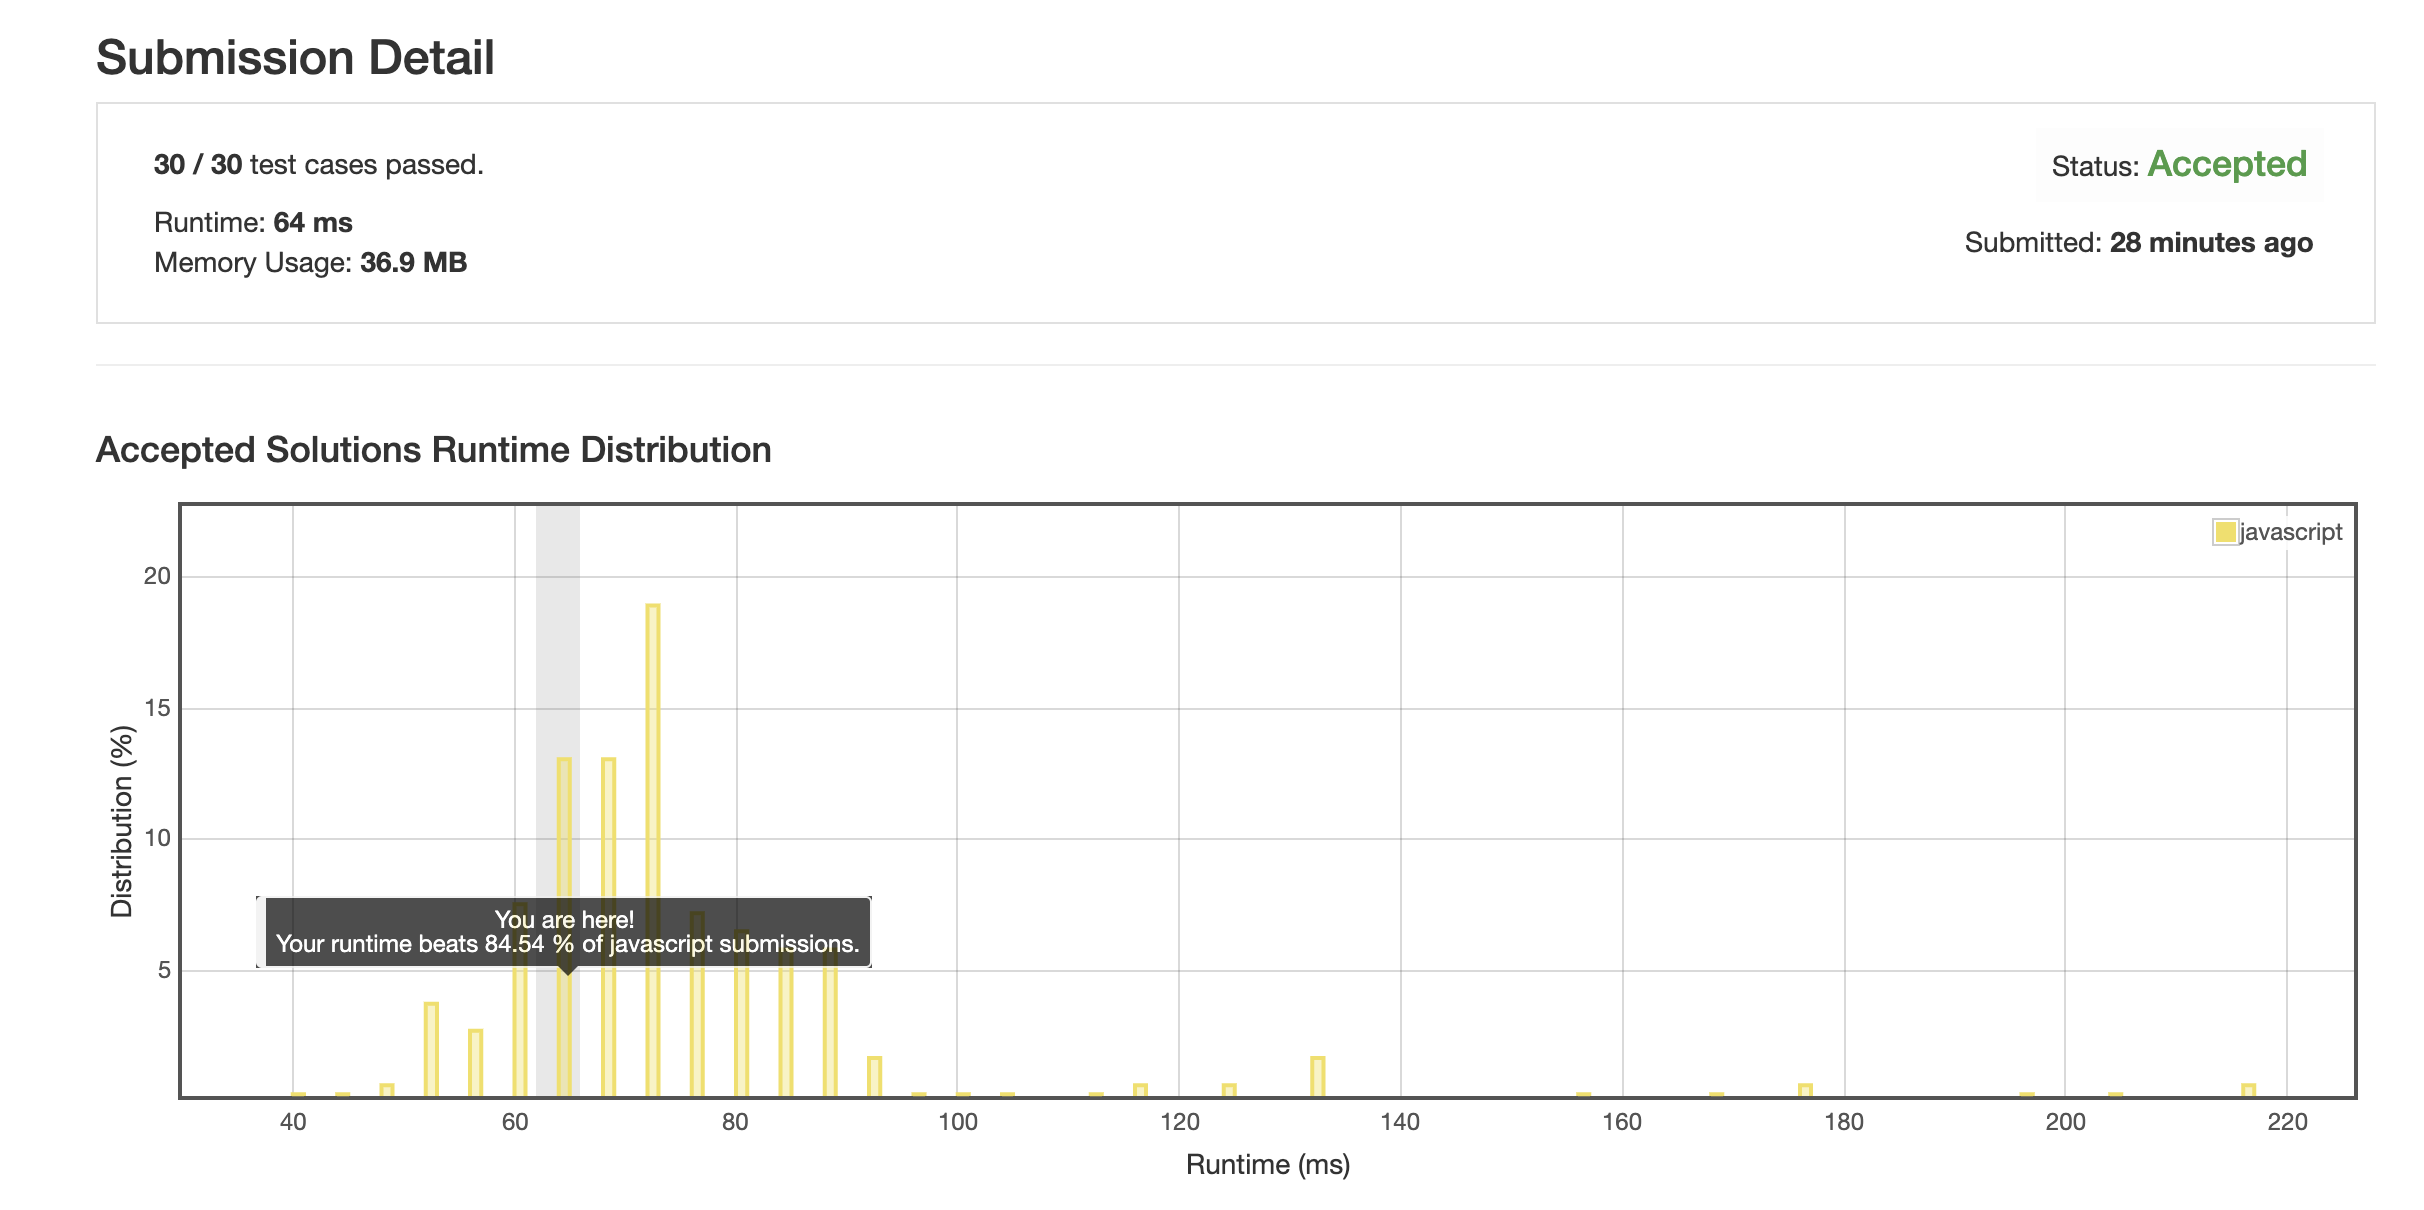 Submission Detail
30 / 30 test cases passed.
Status: Accepted
Runtime: 64 ms
Submitted: 28 minutes ago
Memory Usage: 36.9 MB
Accepted Solutions Runtime Distribution
javascript
20
15
10
5
Distribution (%)
You are here!
Your runtime beats 84.54 % of javascript submissions.
40 60 80 100 120 140 160 180 200 220
Runtime (ms)